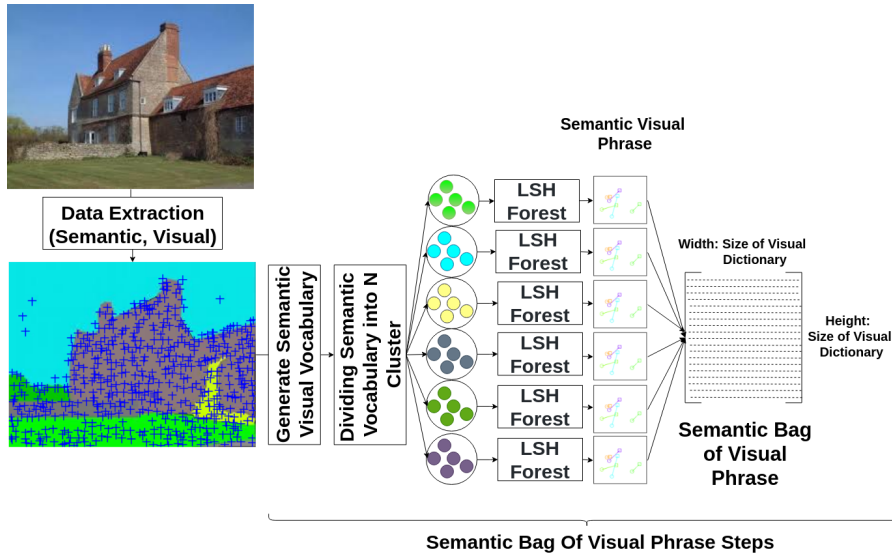 Data Extraction
(Semantic, Visual)
Generate Semantic
Visual Vocabulary
Dividing Semantic
Vocabulary into N
Cluster
LSH
Forest
LSH
Forest
LSH
Forest
LSH
Forest
LSH
Forest
LSH
Forest
Semantic Visual
Phrase
Width: Size of Visual
Dictionary
Height:
Size of Visual
Dictionary
Semantic Bag
of Visual
Phrase
Semantic Bag Of Visual Phrase Steps